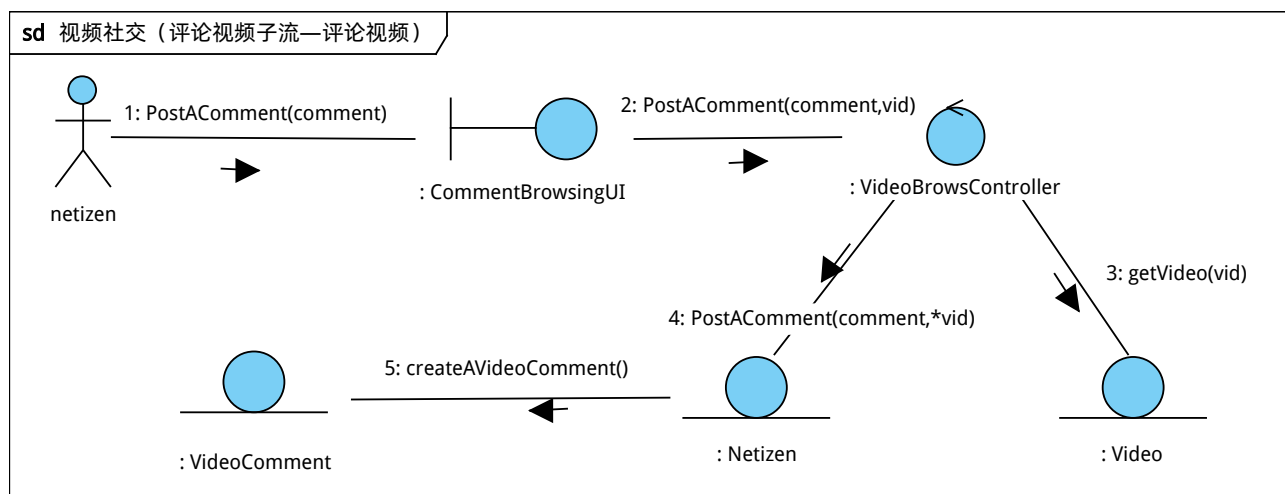 sd 视频社交（评论视频子流—评论视频）
1: PostAComment(comment)
2: PostAComment(comment,vid)
: CommentBrowsingUI
: VideoBrowsController
netizen
3: getVideo(vid)
4: PostAComment(comment,*vid)
5: createAVideoComment()
: VideoComment
: Netizen
: Video